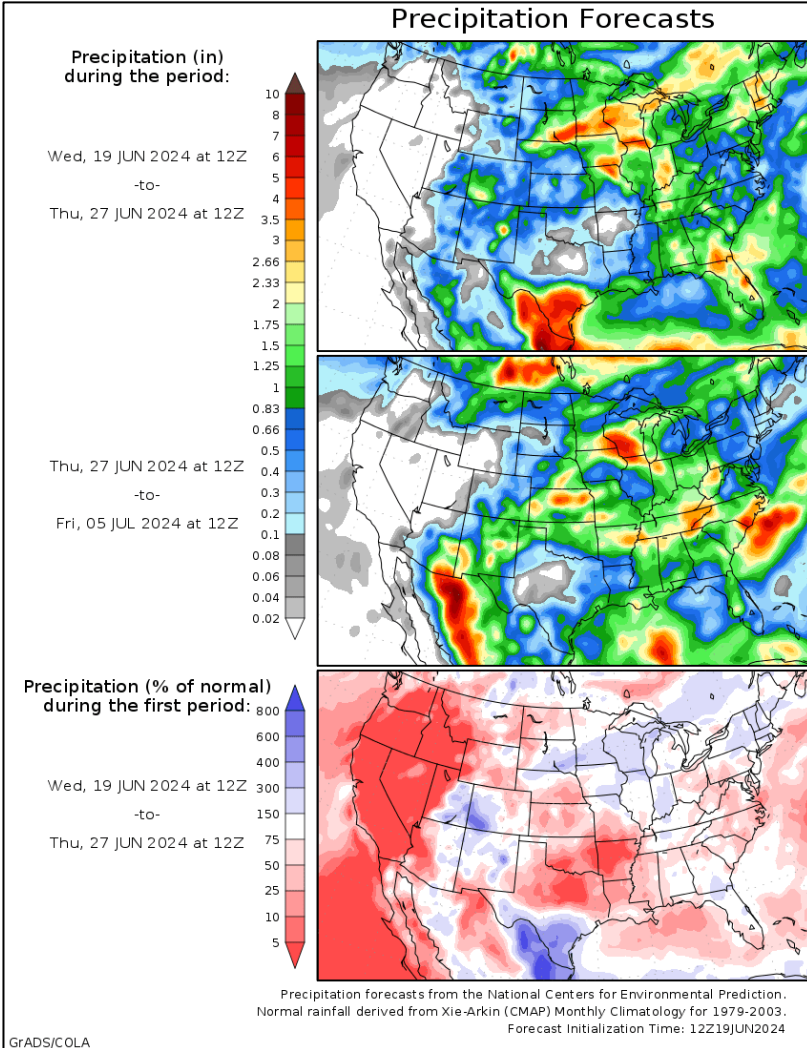 Precipitation Forecasts
Precipitation (in)
during the period:
Wed, 19 JUN 2024 at 12Z
-to-
Thu, 27 JUN 2024 at 12Z
10
8
7
6
5
4
3.5
3
2.66
2.33
2
1.75
1.5
1.25
1
0.83
0.66
0.5
0.4
0.3
0.2
0.1
0.08
0.06
0.04
0.02
Thu, 27 JUN 2024 at 12Z
-to-
Fri, 05 JUL 2024 at 12Z
Precipitation (% of normal)
during the first period:
Wed, 19 JUN 2024 at 12Z
-to-
Thu, 27 JUN 2024 at 12Z
800
600
400
300
150
75
50
25
10
5
Precipitation forecasts from the National Centers for Environmental Prediction.
Normal rainfall derived from Xie-Arkin (CMAP) Monthly Climatology for 1979-2003.
Forecast Initialization Time: 12Z19JUN2024
GrADS/COLA